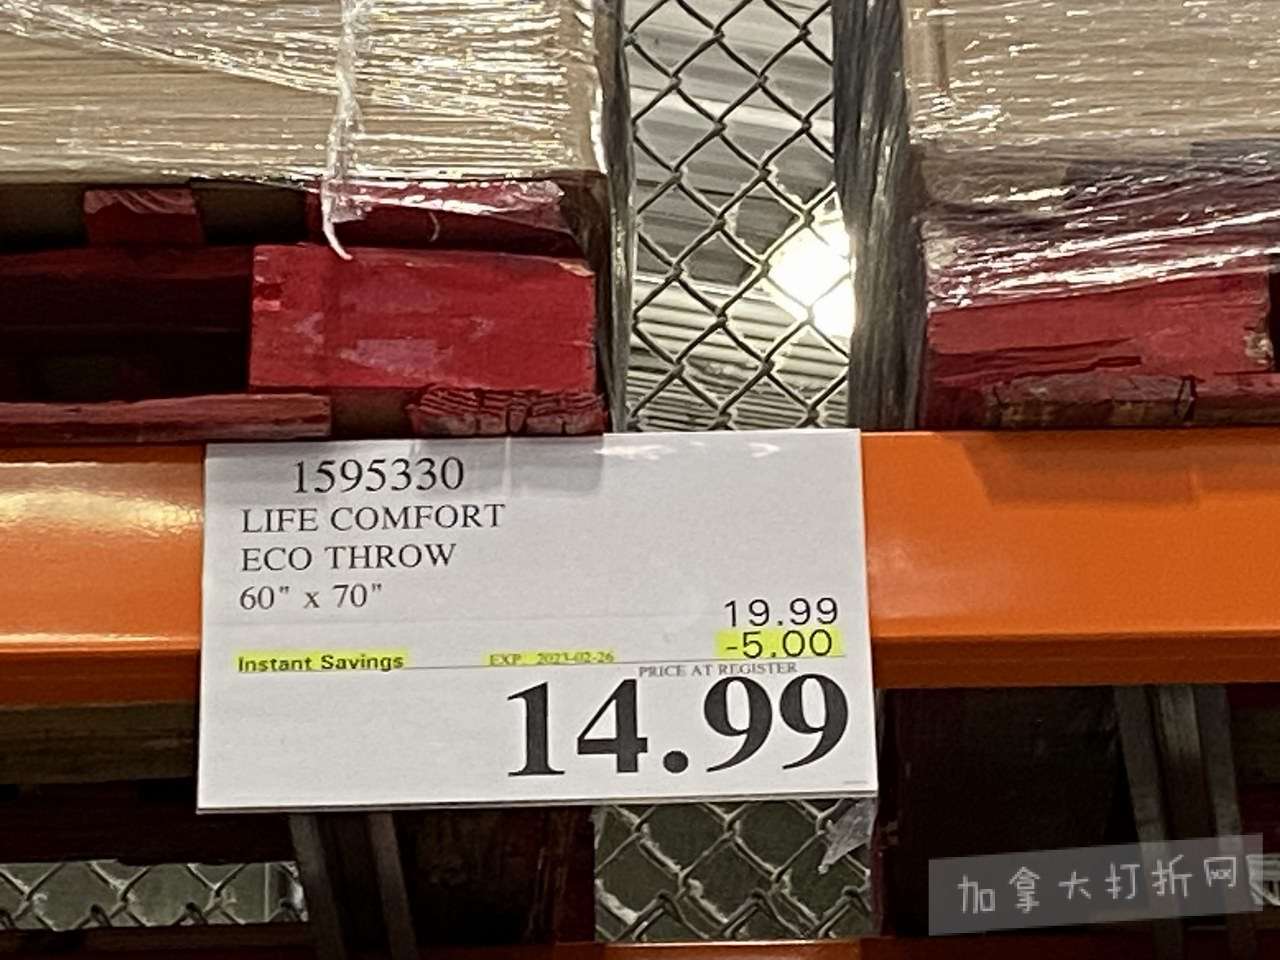 1595330
LIFE COMFORT
ECO THROW
60" x 70"
19.99
-5.00
Instant Savings EXP 2023-02-26
PRICE AT REGISTER
14.99
加拿大打折网